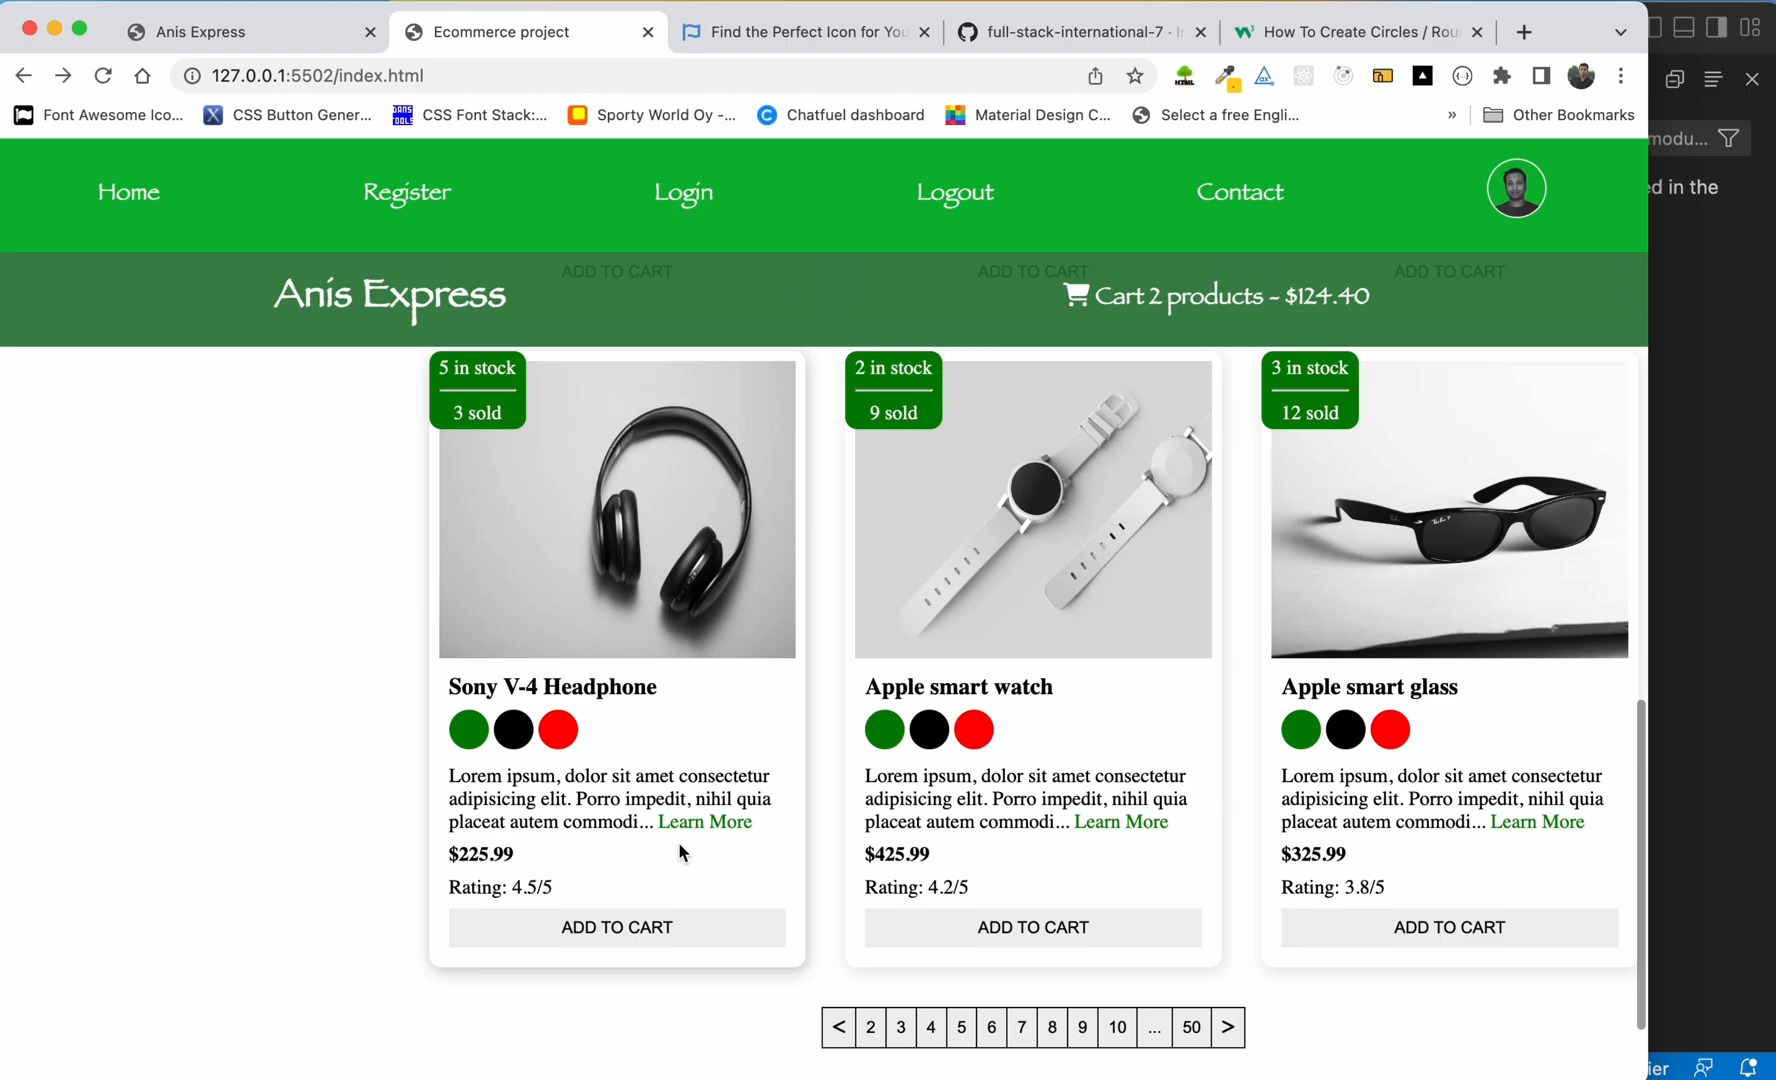 Anis Express
Ecommerce project
Find the Perfect Icon for You
full-stack-international-7 ·
How To Create Circles / Rou
127.0.0.1:5502/index.html
Font Awesome Ico...
CSS Button Gener...
CSS Font Stack:...
Sporty World Oy -...
Chatfuel dashboard
Material Design C...
Select a free Engli...
»
Other Bookmarks
modu...
ed in the
Home
Register
Login
Logout
Contact
ADD TO CART
ADD TO CART
ADD TO CART
Anis Express
Cart 2 products - $124.40
5 in stock
3 sold
2 in stock
9 sold
3 in stock
12 sold
Sony V-4 Headphone
Lorem ipsum, dolor sit amet consectetur
adipisicing elit. Porro impedit, nihil quia
placeat autem commodi... Learn More
$225.99
Rating: 4.5/5
ADD TO CART
Apple smart watch
Lorem ipsum, dolor sit amet consectetur
adipisicing elit. Porro impedit, nihil quia
placeat autem commodi... Learn More
$425.99
Rating: 4.2/5
ADD TO CART
Apple smart glass
Lorem ipsum, dolor sit amet consectetur
adipisicing elit. Porro impedit, nihil quia
placeat autem commodi... Learn More
$325.99
Rating: 3.8/5
ADD TO CART
< 2 3 4 5 6 7 8 9 10 ... 50 >
ier